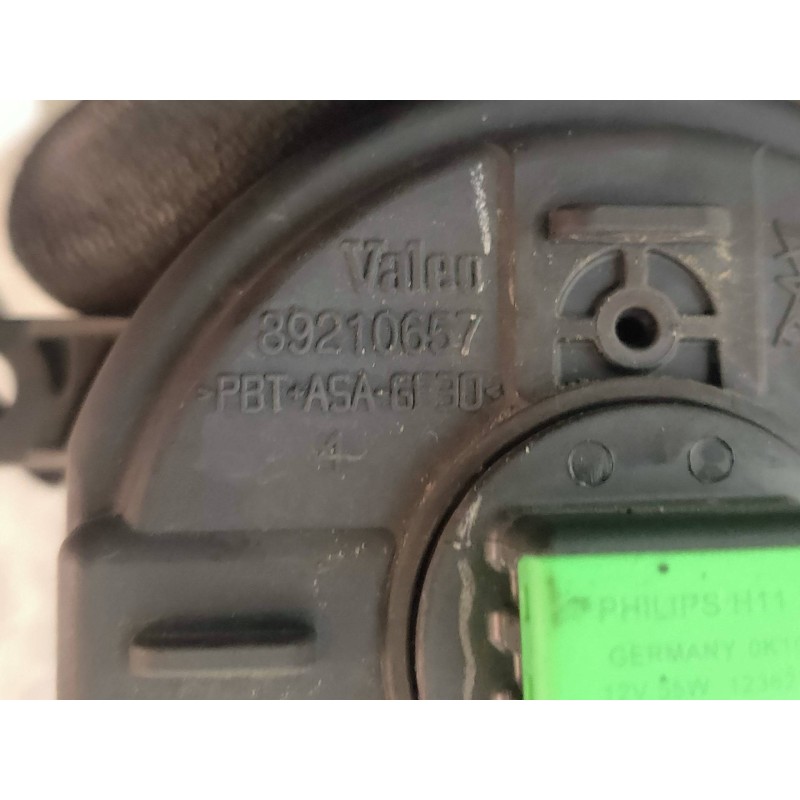 Valeo
89210657
>PBT+ASA-GF30<
4
PHILIPS H11
GERMANY
12V 55W